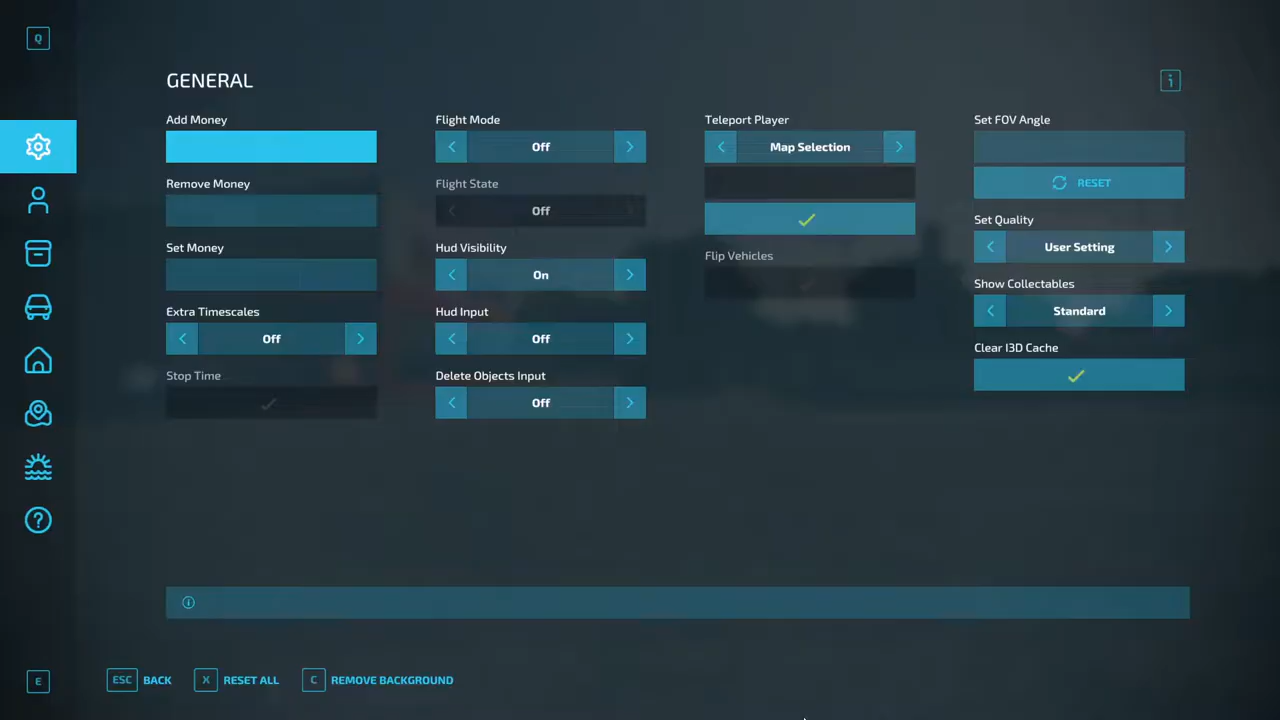 Q
GENERAL
i
Add Money
Remove Money
Set Money
Extra Timescales
Off
Stop Time
Flight Mode
Off
Flight State
Off
Hud Visibility
On
Hud Input
Off
Delete Objects Input
Off
Teleport Player
Map Selection
Flip Vehicles
Set FOV Angle
RESET
Set Quality
User Setting
Show Collectables
Standard
Clear I3D Cache
E
ESC BACK X RESET ALL C REMOVE BACKGROUND